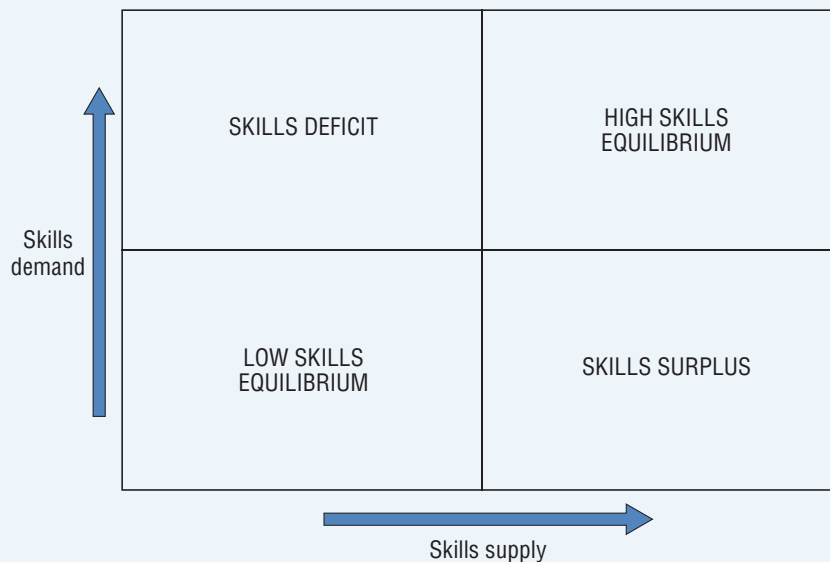 SKILLS DEFICIT
HIGH SKILLS
EQUILIBRIUM
Skills
demand
LOW SKILLS
EQUILIBRIUM
SKILLS SURPLUS
Skills supply